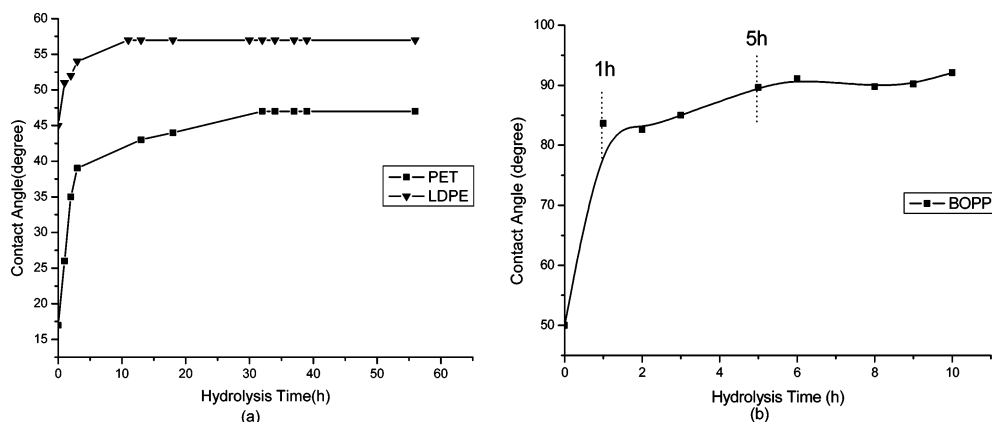 60
55
50
45
40
35
30
25
20
15
Contact Angle(degree)
0 10 20 30 40 50 60
Hydrolysis Time(h)
(a)
PET
LDPE
100
90
80
70
60
50
Contact Angle (degree)
1h
5h
BOPP
0 2 4 6 8 10
Hydrolysis Time (h)
(b)